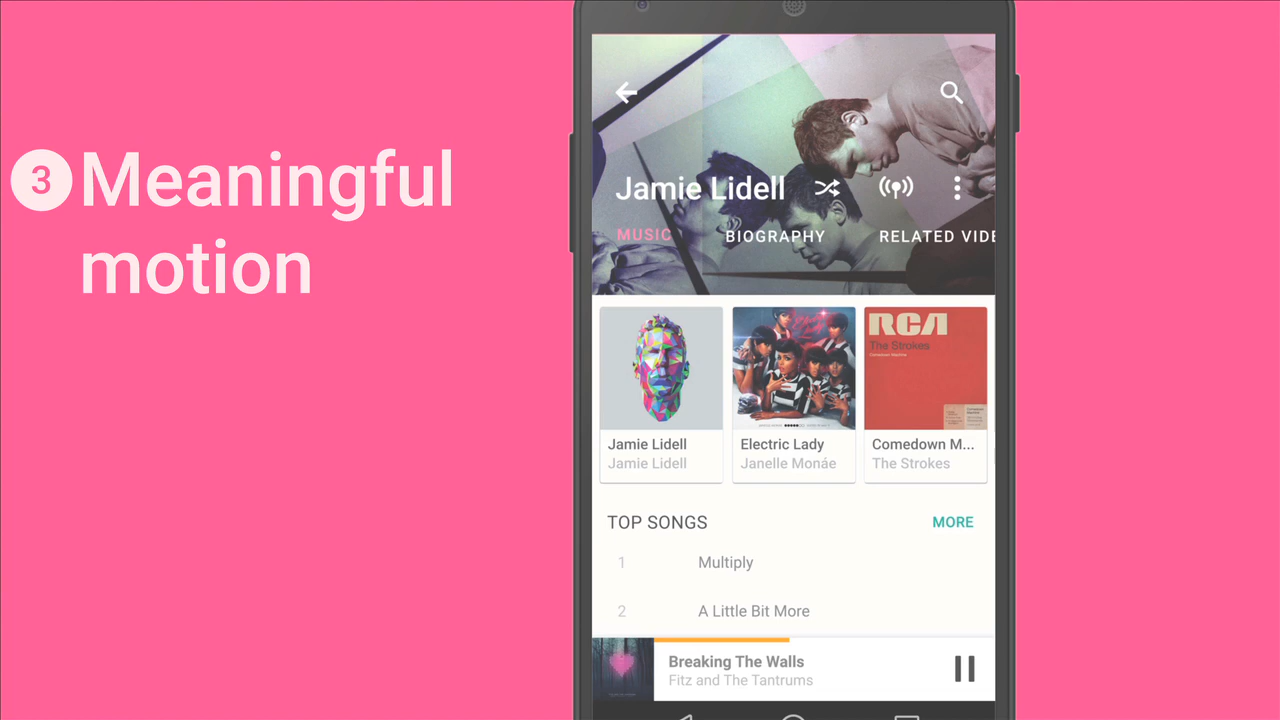 3 Meaningful
motion
Jamie Lidell
MUSIC BIOGRAPHY RELATED VIDE
RCA
The Strokes
Comedown Machine
Jamie Lidell Electric Lady Comedown M...
Jamie Lidell Janelle Monáe The Strokes
TOP SONGS MORE
1 Multiply
2 A Little Bit More
Breaking The Walls
Fitz and The Tantrums